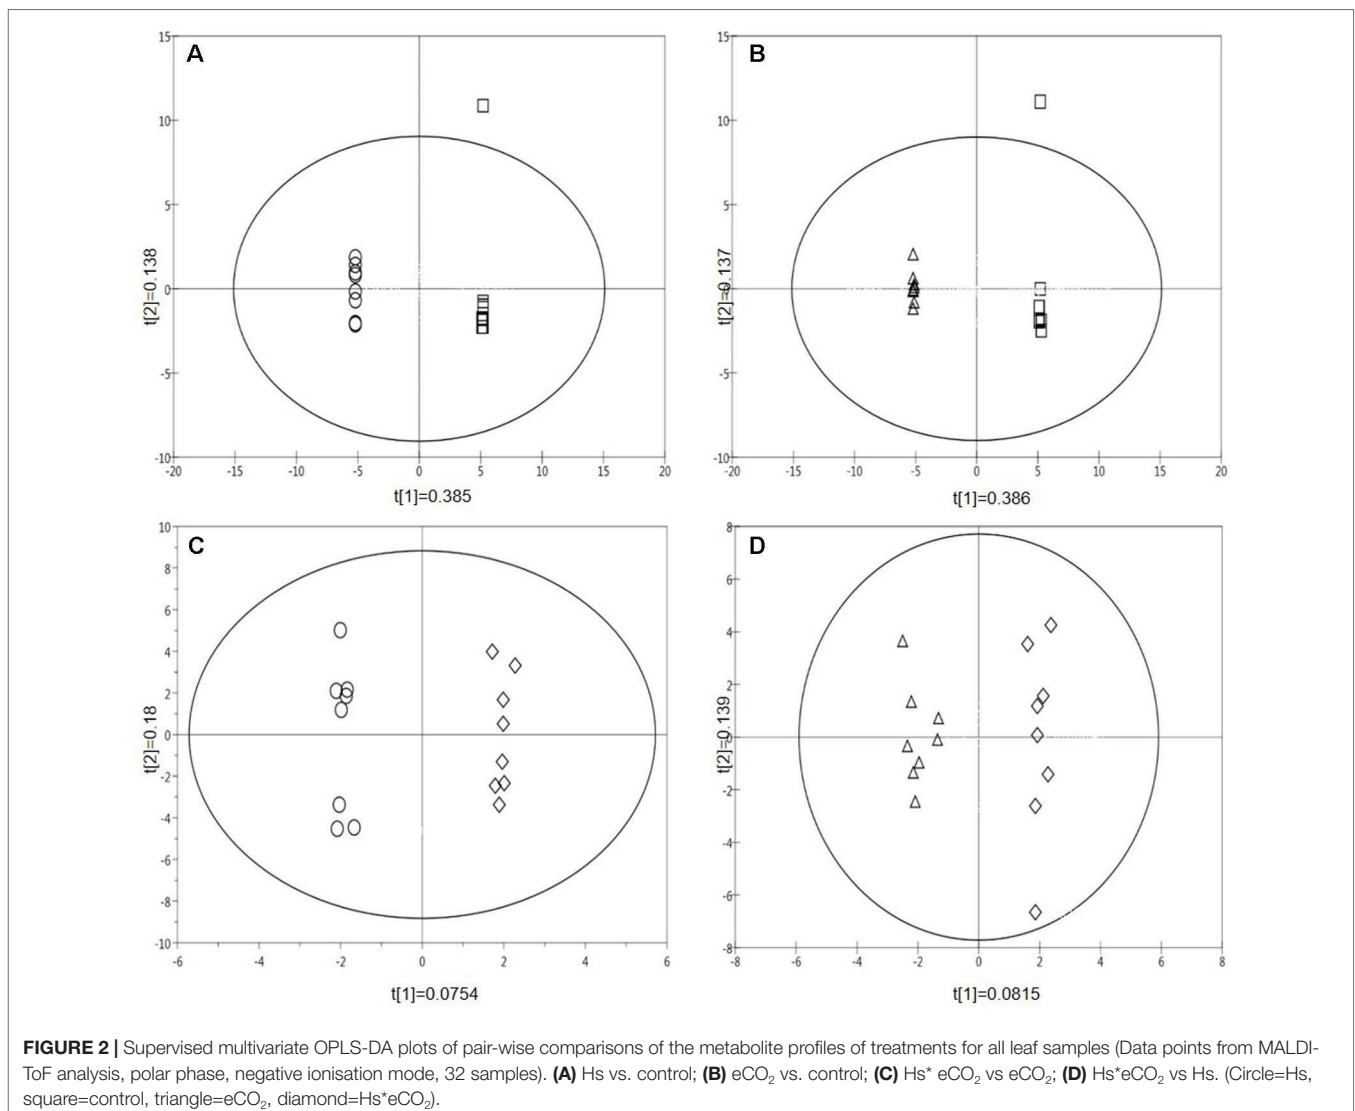 A
15
10
5
0
-5
-10
-20 -15 -10 -5 0 5 10 15 20
t[2]=0.138
t[1]=0.385
B
15
10
5
0
-5
-10
-20 -15 -10 -5 0 5 10 15 20
t[2]=0.137
t[1]=0.386
C
10
8
6
4
2
0
-2
-4
-6
-8
-10
-6 -4 -2 0 2 4 6
t[2]=0.18
t[1]=0.0754
D
8
6
4
2
0
-2
-4
-6
-8
-8 -6 -4 -2 0 2 4 6 8
t[2]=0.139
t[1]=0.0815
FIGURE 2 | Supervised multivariate OPLS-DA plots of pair-wise comparisons of the metabolite profiles of treatments for all leaf samples (Data points from MALDI-
ToF analysis, polar phase, negative ionisation mode, 32 samples). (A) Hs vs. control; (B) eCO₂ vs. control; (C) Hs* eCO₂ vs eCO₂; (D) Hs*eCO₂ vs Hs. (Circle=Hs,
square=control, triangle=eCO₂, diamond=Hs*eCO₂).